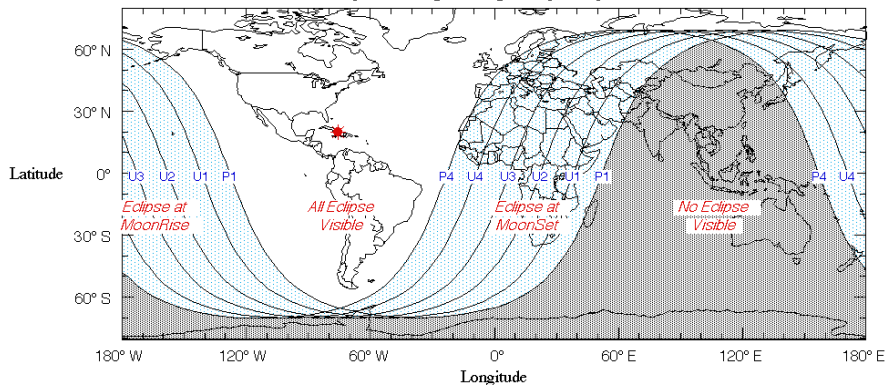 60° N
30° N
Latitude
0°
30° S
60° S
U3 U2 U1 P1 P4 U4 U3 U2 U1 P1 P4 U4
Eclipse at
MoonRise
All Eclipse
Visible
Eclipse at
MoonSet
No Eclipse
Visible
180° W 120° W 60° W 0° 60° E 120° E 180° E
Longitude